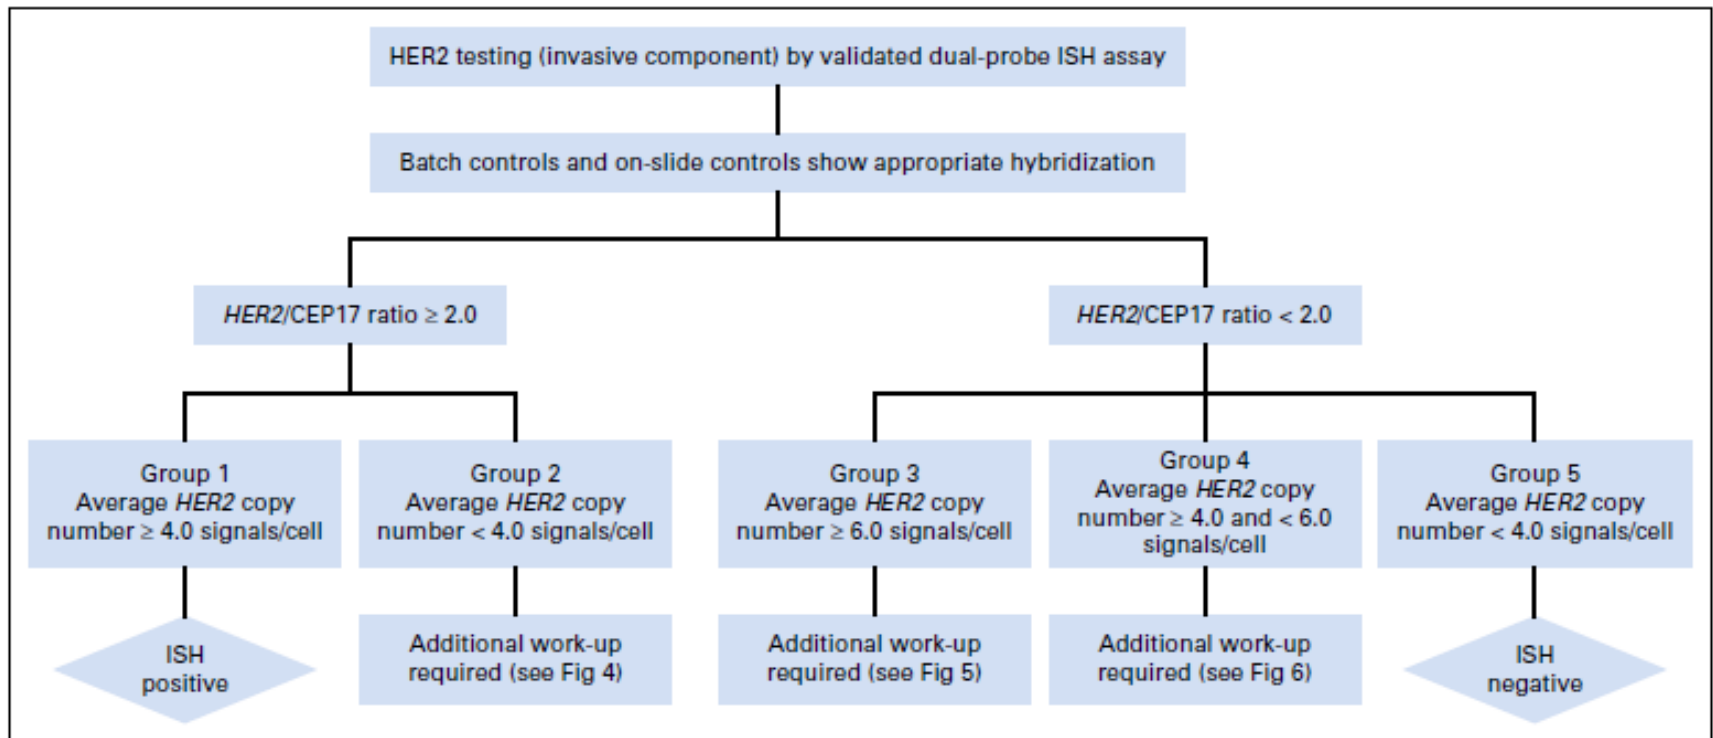 HER2 testing (invasive component) by validated dual-probe ISH assay
Batch controls and on-slide controls show appropriate hybridization
HER2/CEP17 ratio ≥ 2.0
HER2/CEP17 ratio < 2.0
Group 1
Average HER2 copy
number ≥ 4.0 signals/cell
Group 2
Average HER2 copy
number < 4.0 signals/cell
Group 3
Average HER2 copy
number ≥ 6.0 signals/cell
Group 4
Average HER2 copy
number ≥ 4.0 and < 6.0
signals/cell
Group 5
Average HER2 copy
number < 4.0 signals/cell
ISH
positive
Additional work-up
required (see Fig 4)
Additional work-up
required (see Fig 5)
Additional work-up
required (see Fig 6)
ISH
negative